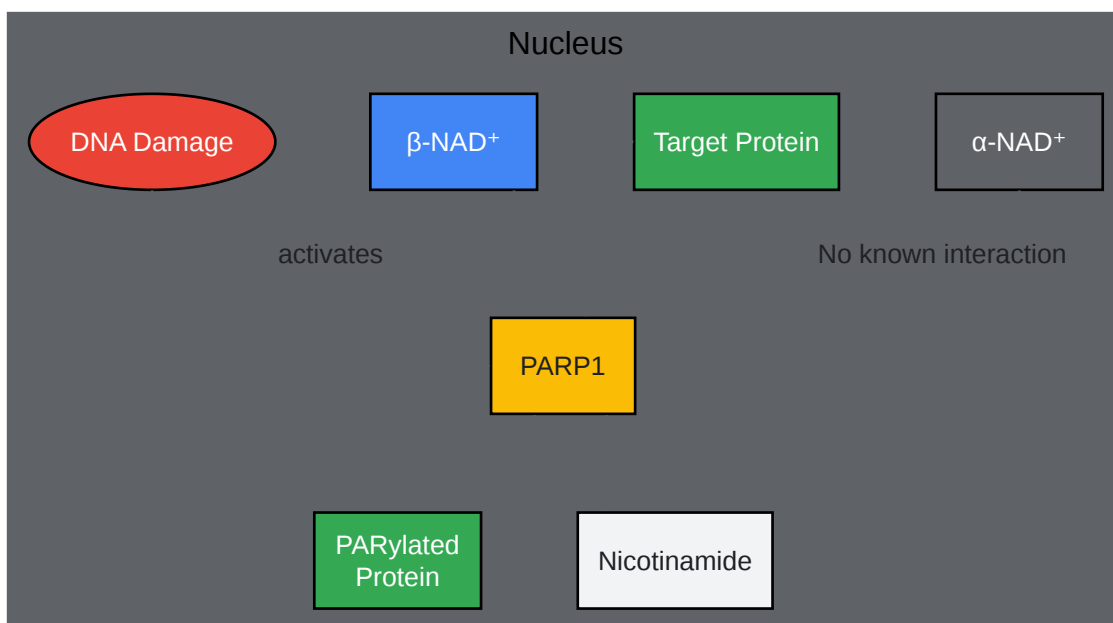 Nucleus
DNA Damage
β-NAD⁺
Target Protein
α-NAD⁺
activates
No known interaction
PARP1
PARylated
Protein
Nicotinamide